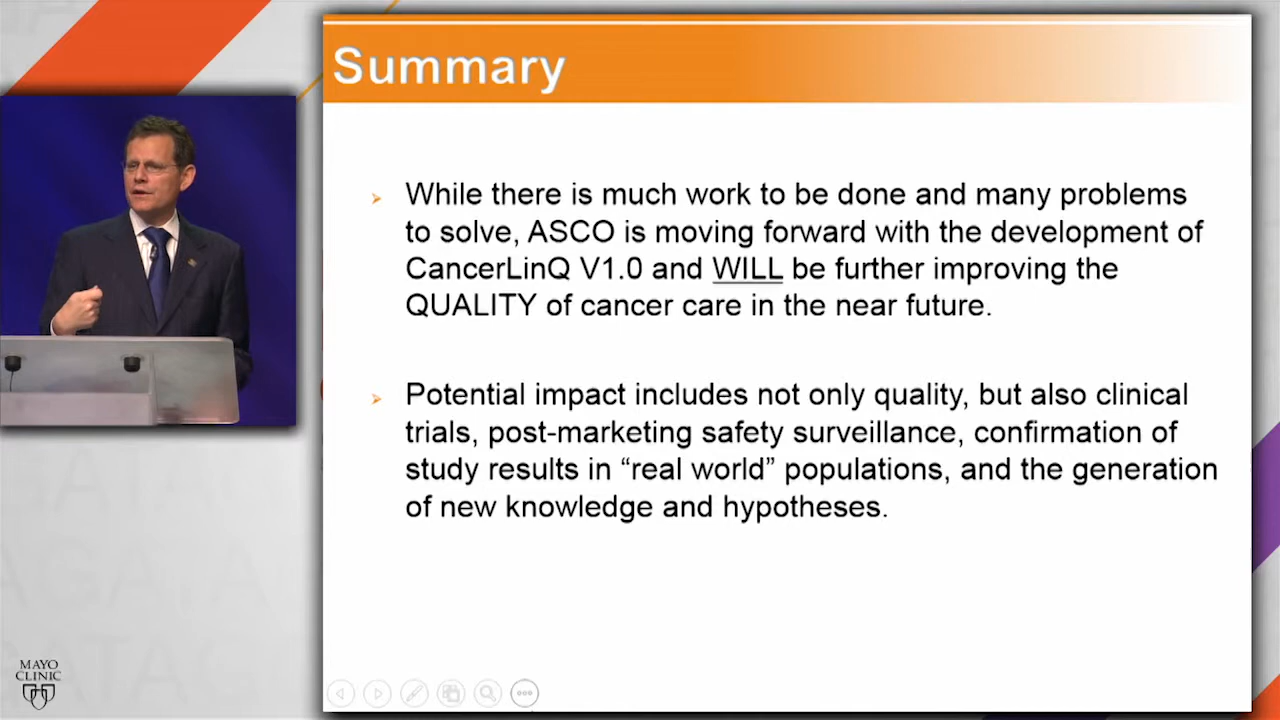 Summary
While there is much work to be done and many problems
to solve, ASCO is moving forward with the development of
CancerLinQ V1.0 and WILL be further improving the
QUALITY of cancer care in the near future.
Potential impact includes not only quality, but also clinical
trials, post-marketing safety surveillance, confirmation of
study results in “real world” populations, and the generation
of new knowledge and hypotheses.
MAYO
CLINIC